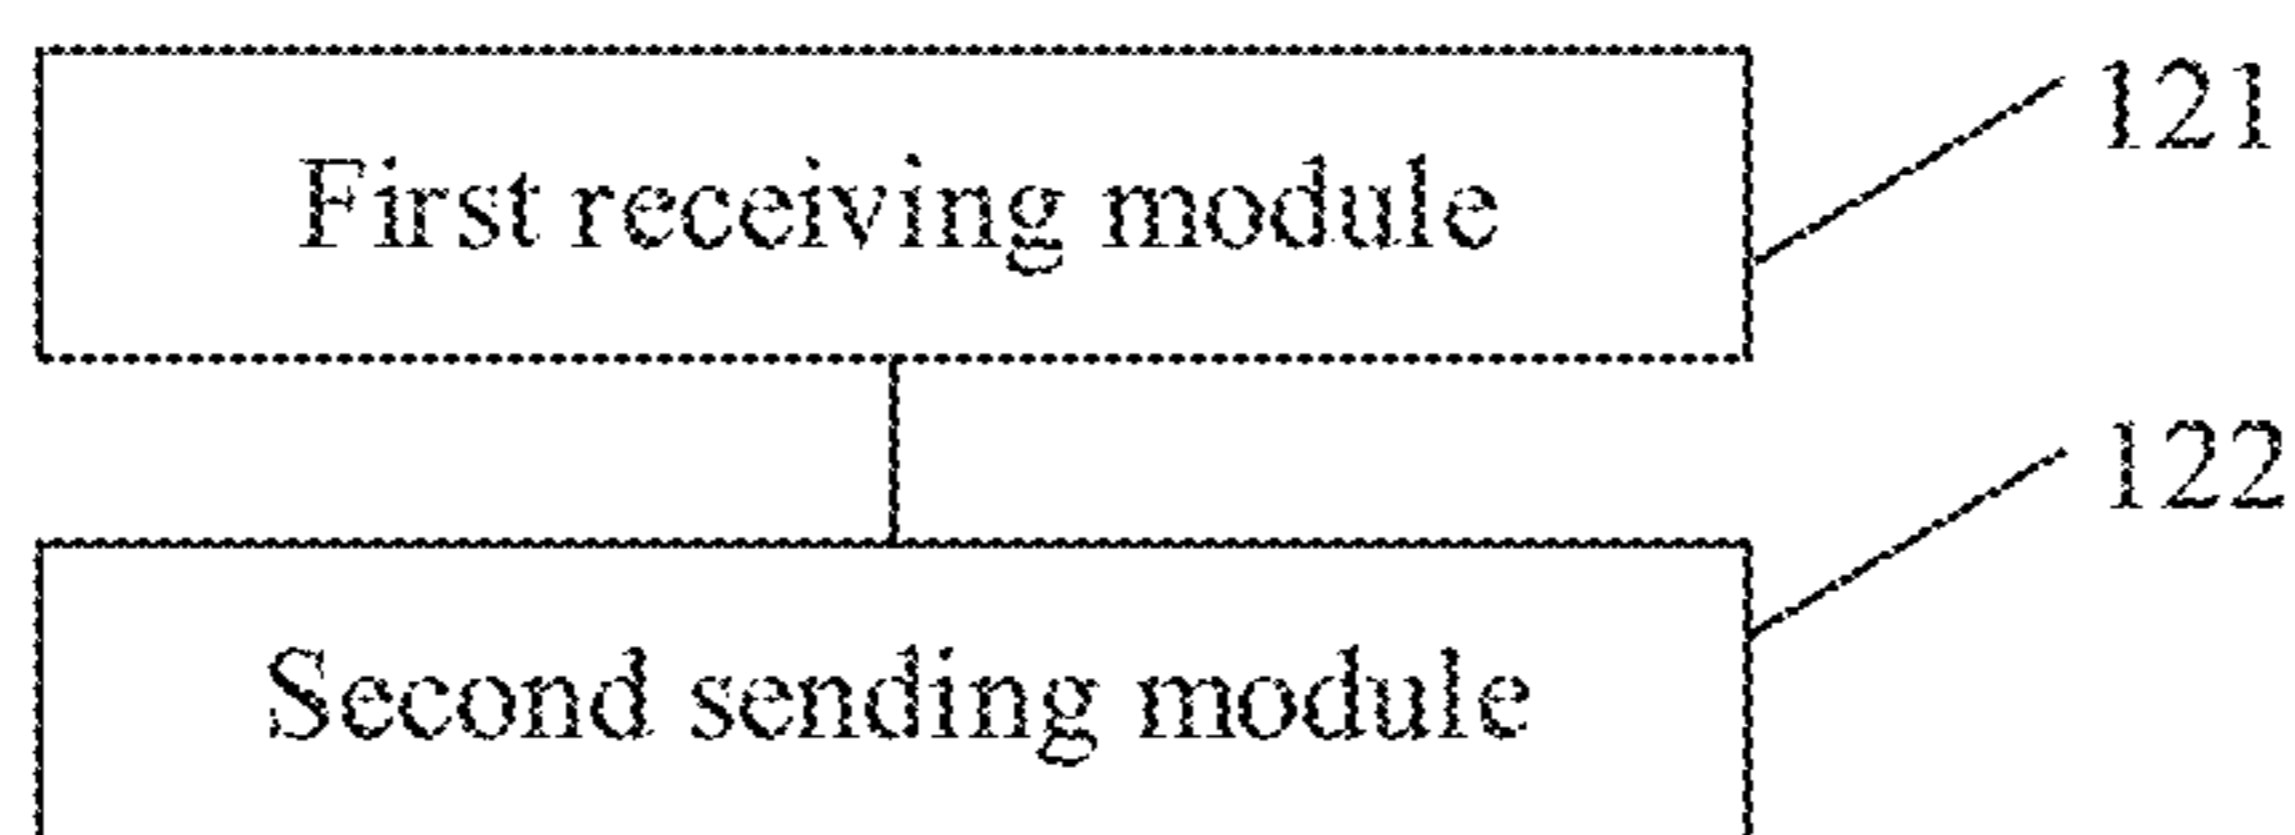 121
First receiving module
122
Second sending module